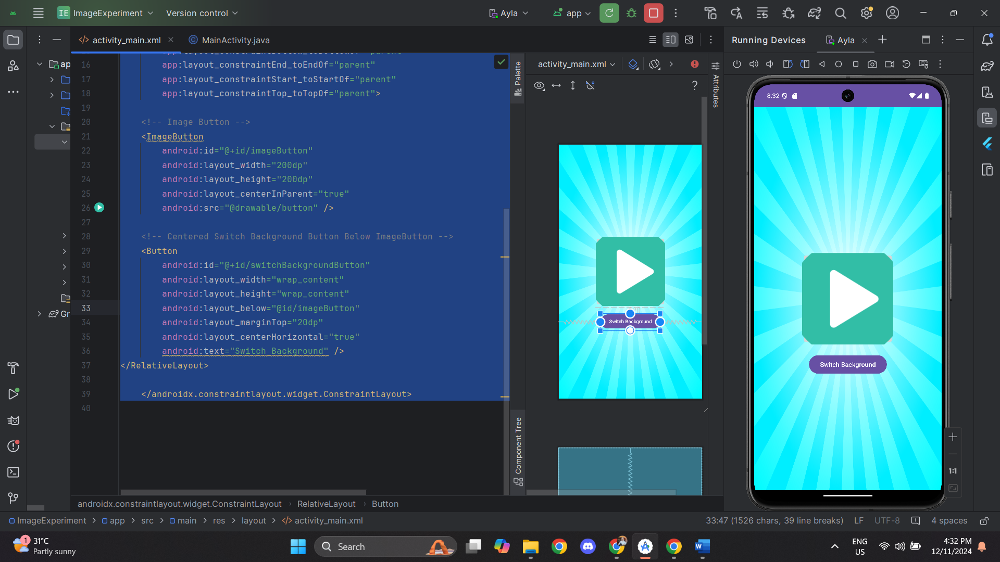 IE ImageExperiment Version control Ayla app
activity_main.xml MainActivity.java
Running Devices Ayla
app
Gr
16 app:layout_constraintEnd_toEndOf="parent"
17 app:layout_constraintStart_toStartOf="parent"
18 app:layout_constraintTop_toTopOf="parent">
19
20 <!-- Image Button -->
21 <ImageButton
22 android:id="@+id/imageButton"
23 android:layout_width="200dp"
24 android:layout_height="200dp"
25 android:layout_centerInParent="true"
26 android:src="@drawable/button" />
27
28 <!-- Centered Switch Background Button Below ImageButton -->
29 <Button
30 android:id="@+id/switchBackgroundButton"
31 android:layout_width="wrap_content"
32 android:layout_height="wrap_content"
33 android:layout_below="@id/imageButton"
34 android:layout_marginTop="20dp"
35 android:layout_centerHorizontal="true"
36 android:text="Switch Background" />
37 </RelativeLayout>
38
39 </androidx.constraintlayout.widget.ConstraintLayout>
40
Palette
Component Tree
activity_main.xml
?
Attributes
Switch Background
8:32
Switch Background
1:1
androidx.constraintlayout.widget.ConstraintLayout › RelativeLayout › Button
ImageExperiment > app > src > main > res > layout > activity_main.xml
33:47 (1526 chars, 39 line breaks) LF UTF-8 4 spaces
1
31°C
Partly sunny
Search
ENG
US
4:32 PM
12/11/2024